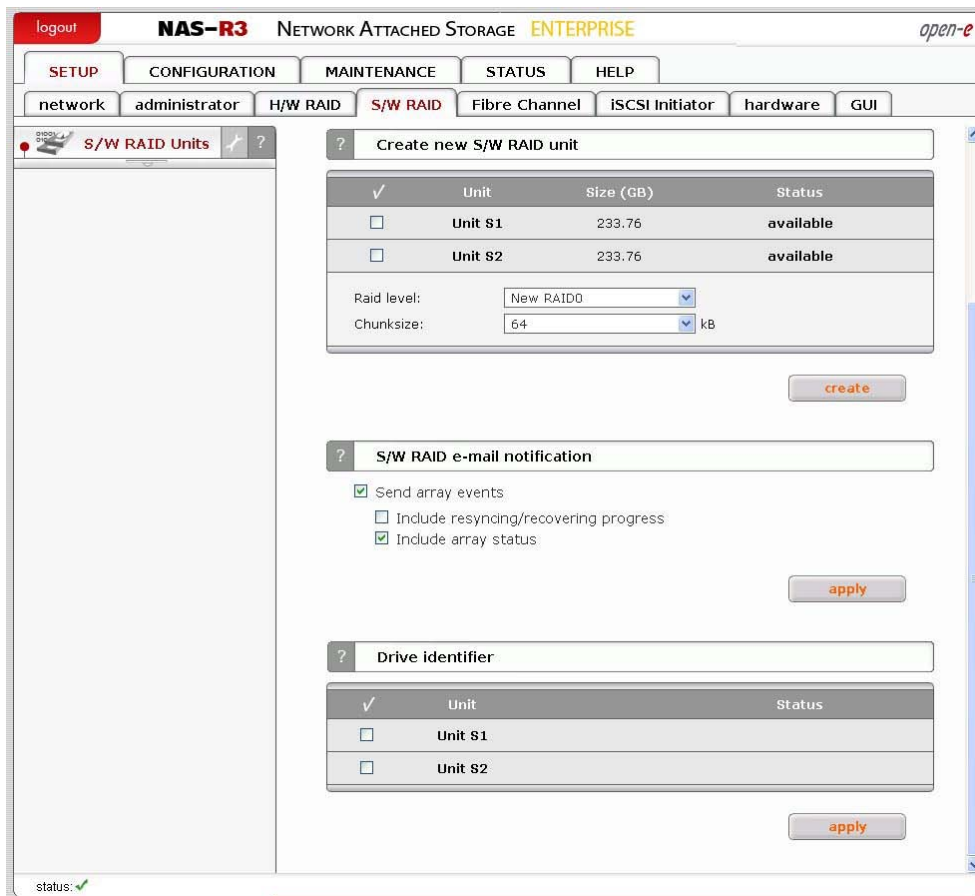 logout NAS-R3 NETWORK ATTACHED STORAGE ENTERPRISE open-e
SETUP CONFIGURATION MAINTENANCE STATUS HELP
network administrator H/W RAID S/W RAID Fibre Channel iSCSI Initiator hardware GUI
S/W RAID Units ?
? Create new S/W RAID unit
√ Unit Size (GB) Status
Unit S1 233.76 available
Unit S2 233.76 available
Raid level: New RAID0
Chunksize: 64 kB
create
? S/W RAID e-mail notification
Send array events
Include resyncing/recovering progress
Include array status
apply
? Drive identifier
√ Unit Status
Unit S1
Unit S2
apply
status: